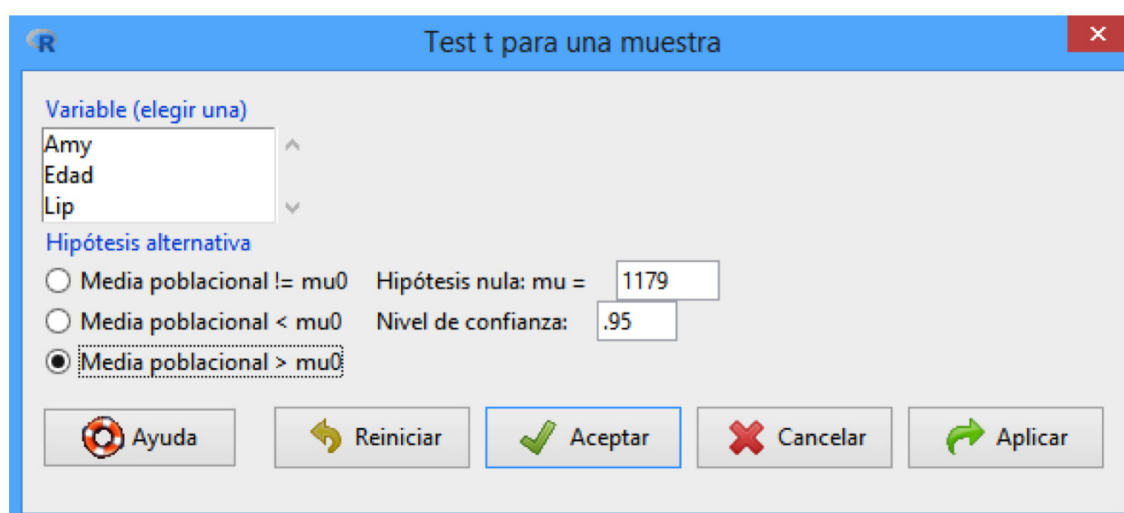 R
Test t para una muestra
Variable (elegir una)
Amy
Edad
Lip
Hipótesis alternativa
Media poblacional != mu0 Hipótesis nula: mu = 1179
Media poblacional < mu0 Nivel de confianza: .95
Media poblacional > mu0
Ayuda Reiniciar Aceptar Cancelar Aplicar